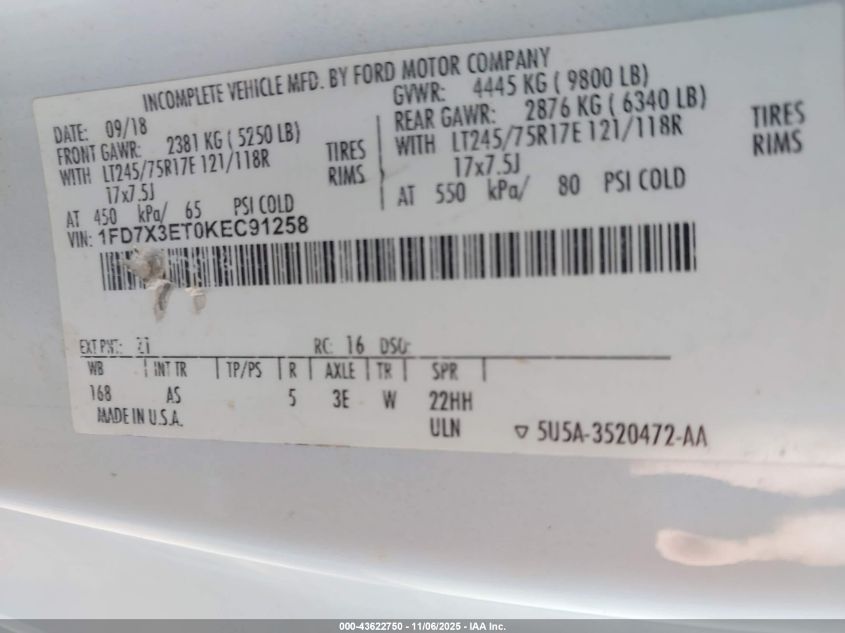 INCOMPLETE VEHICLE MFD. BY FORD MOTOR COMPANY
DATE: 09/18 GVWR: 4445 KG ( 9800 LB)
FRONT GAWR: 2381 KG ( 5250 LB) REAR GAWR: 2876 KG ( 6340 LB)
WITH LT245/75R17E 121/118R TIRES WITH LT245/75R17E 121/118R TIRES
17x7.5J RIMS 17x7.5J RIMS
AT 450 kPa/ 65 PSI COLD AT 550 kPa/ 80 PSI COLD
VIN: 1FD7X3ET0KEC91258
EXT PNT: RC: 16 DSO:
WB | INT TR | TP/PS | R | AXLE | TR | SPR |
168 AS 5 3E W 22HH
MADE IN U.S.A. ULN ▽ 5U5A-3520472-AA
000-43622750 - 11/06/2025 - IAA Inc.